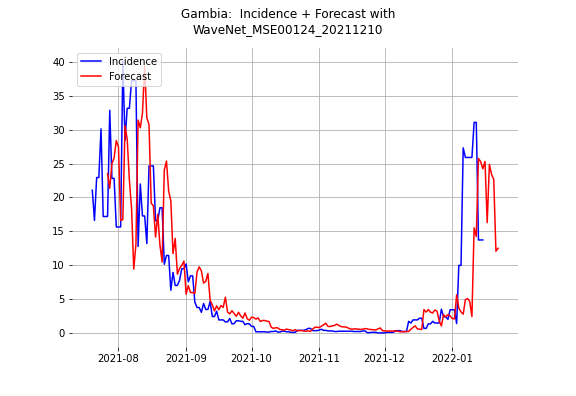 Gambia:  Incidence + Forecast with
WaveNet_MSE00124_20211210
Incidence
Forecast
40
35
30
25
20
15
10
5
0
2021-08 2021-09 2021-10 2021-11 2021-12 2022-01